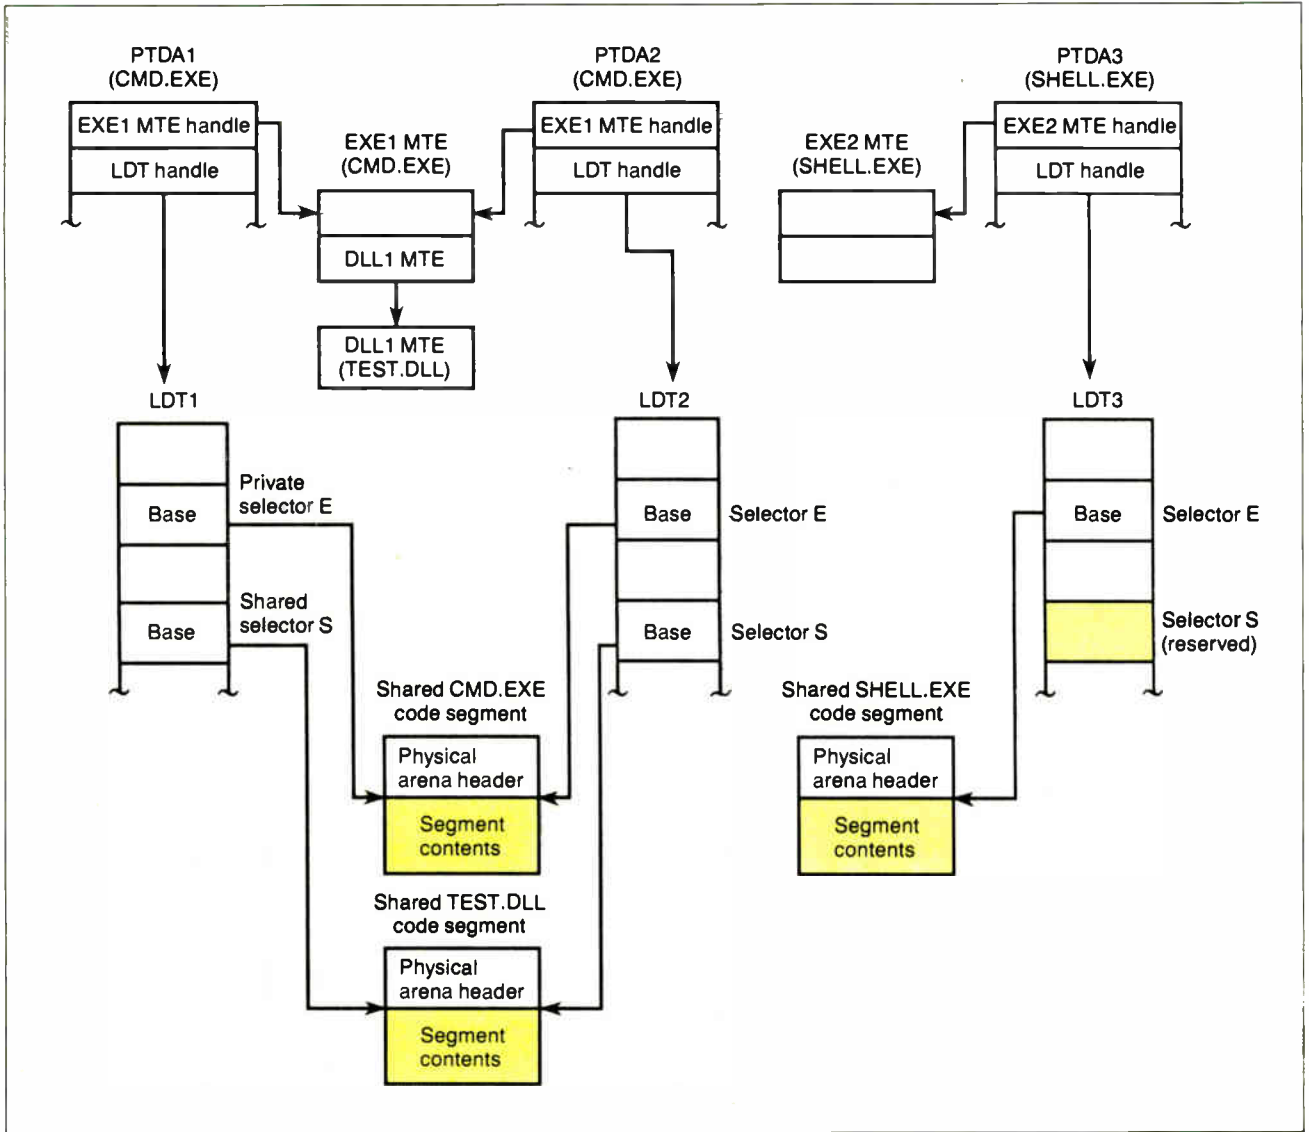 PTDA1
(CMD.EXE)
PTDA2
(CMD.EXE)
PTDA3
(SHELL.EXE)
EXE1 MTE handle
LDT handle
EXE1 MTE
(CMD.EXE)
EXE1 MTE handle
LDT handle
EXE2 MTE
(SHELL.EXE)
EXE2 MTE handle
LDT handle
DLL1 MTE
DLL1 MTE
(TEST.DLL)
LDT1
LDT2
LDT3
Base
Private
selector E
Base
Selector E
Base
Selector E
Base
Shared
selector S
Base
Selector S
Selector S
(reserved)
Shared CMD.EXE
code segment
Physical
arena header
Segment
contents
Shared SHELL.EXE
code segment
Physical
arena header
Segment
contents
Shared TEST.DLL
code segment
Physical
arena header
Segment
contents